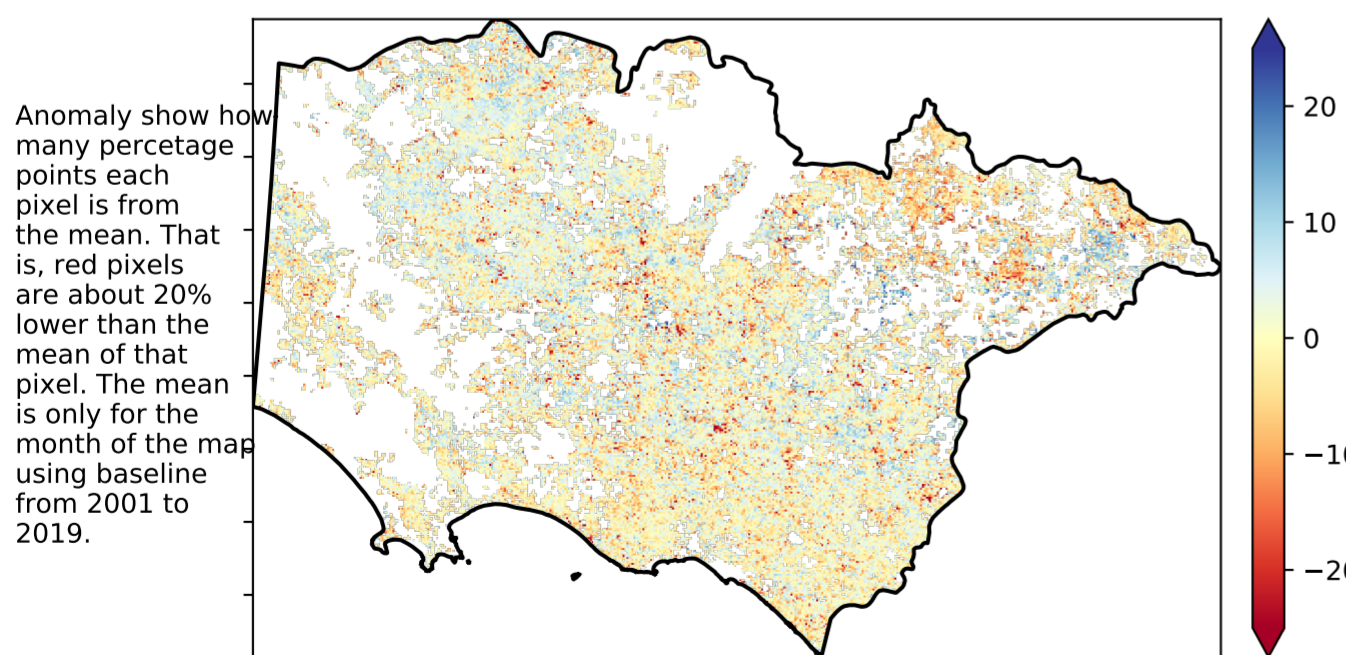 Anomaly show how
many percetage
points each
pixel is from
the mean. That
is, red pixels
are about 20%
lower than the
mean of that
pixel. The mean
is only for the
month of the map
using baseline
from 2001 to
2019.
20
10
0
−10
−20